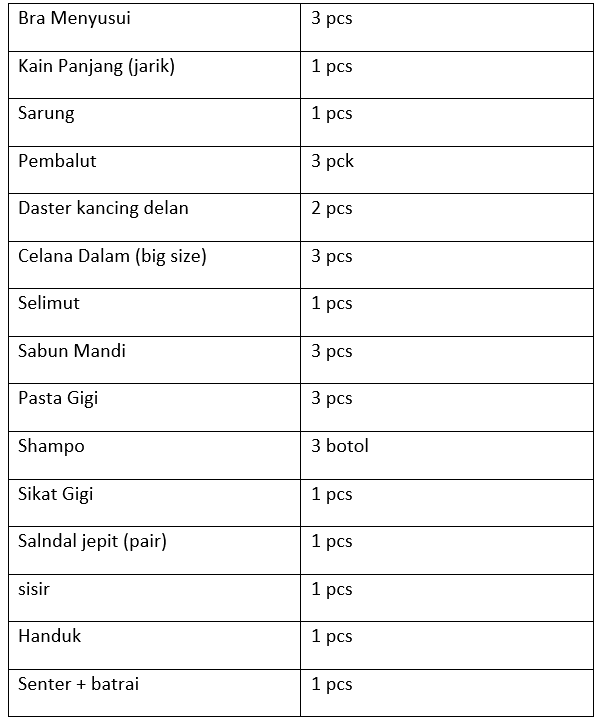 Bra Menyusui 3 pcs
Kain Panjang (jarik) 1 pcs
Sarung 1 pcs
Pembalut 3 pck
Daster kancing delan 2 pcs
Celana Dalam (big size) 3 pcs
Selimut 1 pcs
Sabun Mandi 3 pcs
Pasta Gigi 3 pcs
Shampo 3 botol
Sikat Gigi 1 pcs
Salndal jepit (pair) 1 pcs
sisir 1 pcs
Handuk 1 pcs
Senter + batrai 1 pcs